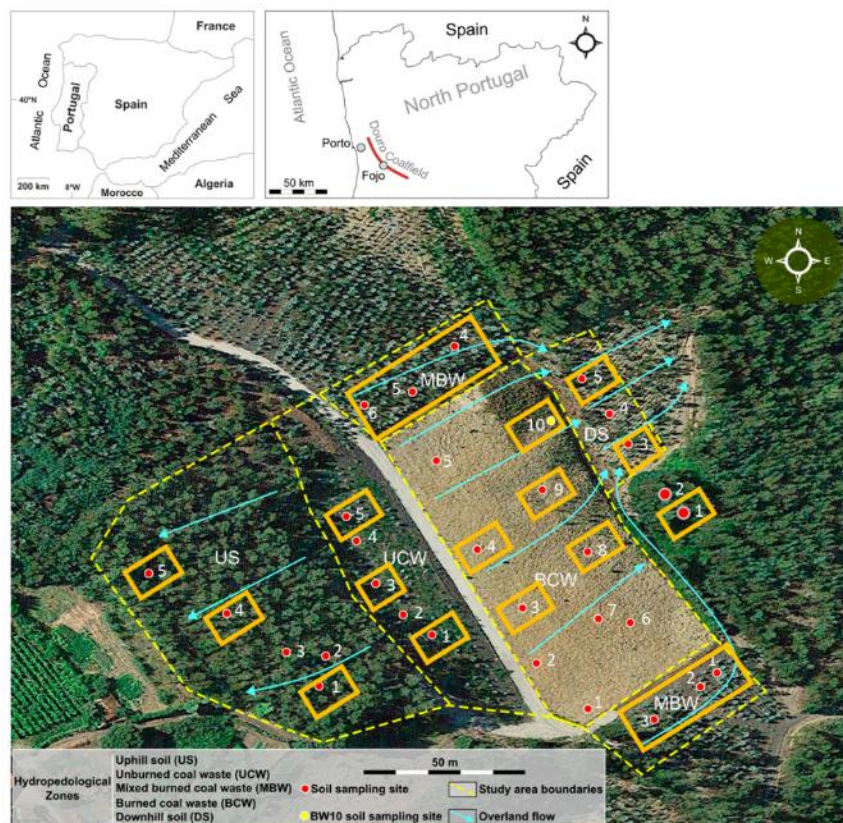 France
Atlantic Ocean
Portugal
Spain
40°N
Mediterranean Sea
200 km
8°W
Morocco
Algeria
Spain
N
Atlantic Ocean
North Portugal
Porto
Douro Coalfield
Fojo
Spain
50 km
N
W E
S
4
MBW
5
6
5
4
DS
10
2
5
9
2
1
5
4
UCW
US
5
4
8
3
BCW
4
3
2
7
6
1
3
2
2
1
1
MBW
2
1
3
50 m
Hydropedological Zones
Uphill soil (US)
Unburned coal waste (UCW)
Mixed burned coal waste (MBW)
Burned coal waste (BCW)
Downhill soil (DS)
Soil sampling site
BW10 soil sampling site
Study area boundaries
Overland flow